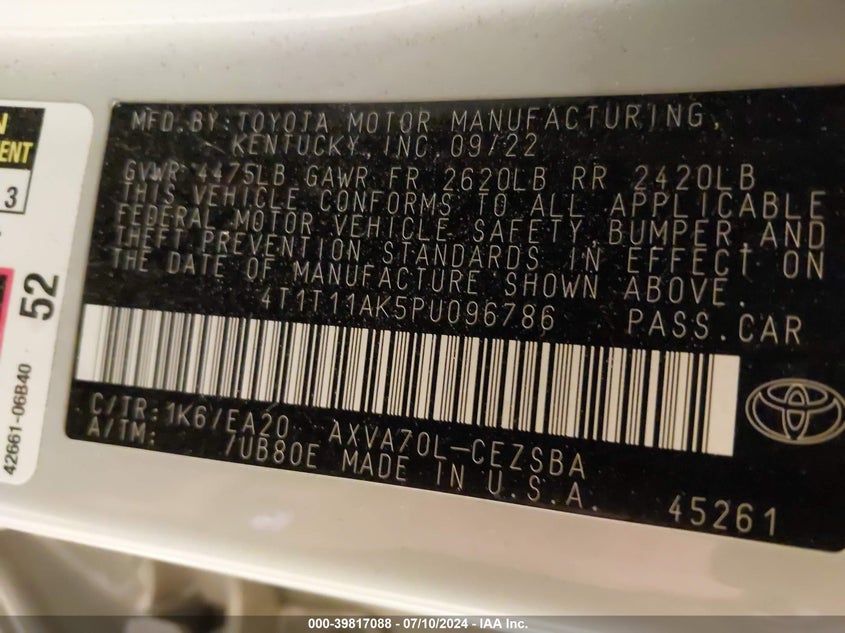 MFD.BY:TOYOTA MOTOR MANUFACTURING,
KENTUCKY, INC. 09/22
GVWR 4475LB GAWR FR 2620LB RR 2420LB
THIS VEHICLE CONFORMS TO ALL APPLICABLE
FEDERAL MOTOR VEHICLE SAFETY, BUMPER, AND
THEFT PREVENTION STANDARDS IN EFFECT ON
THE DATE OF MANUFACTURE SHOWN ABOVE.
4T1T11AK5PU096786 PASS.CAR
C/TR: 1K6/EA20 AXVA70L-CEZSBA
A/TM: /UB80E MADE IN U.S.A.
45261
3
52
42661-06B40
000-39817088 - 07/10/2024 - IAA Inc.